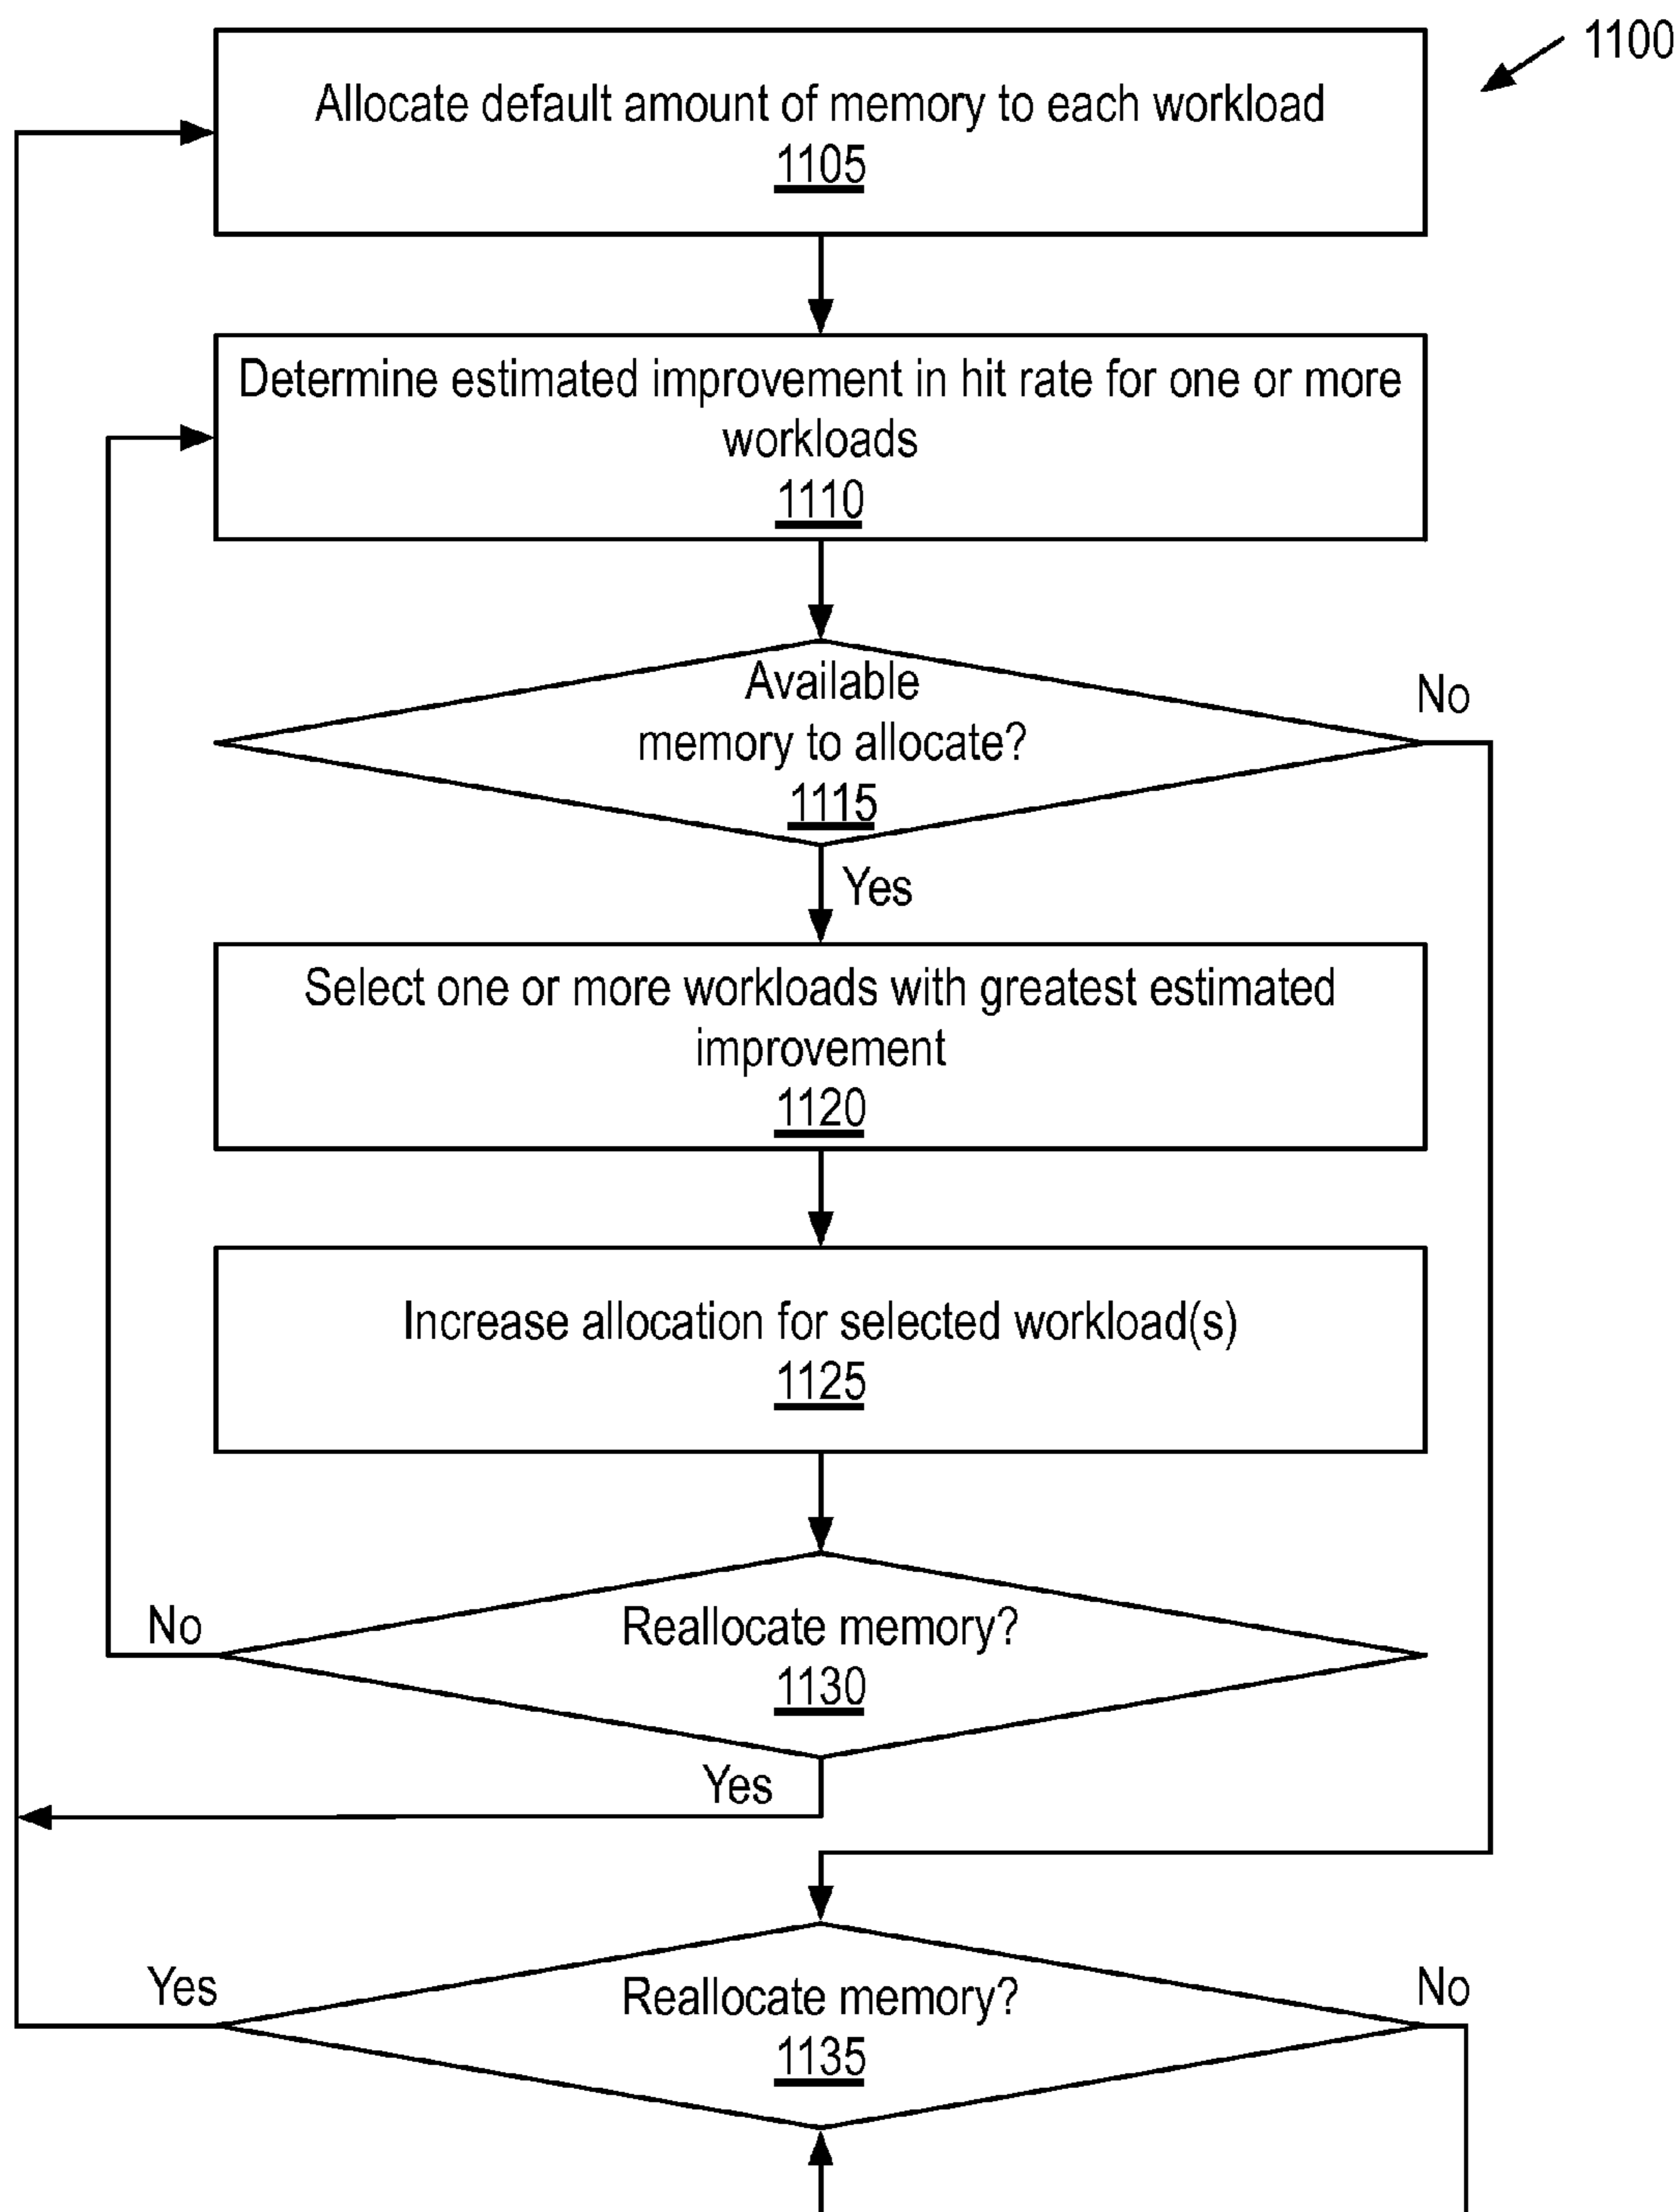 1100
Allocate default amount of memory to each workload
1105
Determine estimated improvement in hit rate for one or more
workloads
1110
Available
memory to allocate?
1115
No
Yes
Select one or more workloads with greatest estimated
improvement
1120
Increase allocation for selected workload(s)
1125
No
Reallocate memory?
1130
Yes
Yes
Reallocate memory?
1135
No